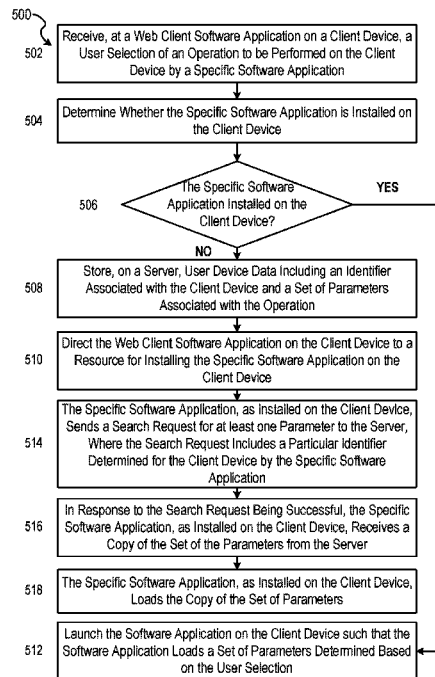 500
502
Receive, at a Web Client Software Application on a Client Device, a
User Selection of an Operation to be Performed on the Client
Device by a Specific Software Application
504
Determine Whether the Specific Software Application is Installed on
the Client Device
506
The Specific Software
Application Installed on the
Client Device?
YES
NO
508
Store, on a Server, User Device Data Including an Identifier
Associated with the Client Device and a Set of Parameters
Associated with the Operation
510
Direct the Web Client Software Application on the Client Device to a
Resource for Installing the Specific Software Application on the
Client Device
514
The Specific Software Application, as Installed on the Client Device,
Sends a Search Request for at least one Parameter to the Server,
Where the Search Request Includes a Particular Identifier
Determined for the Client Device by the Specific Software
Application
516
In Response to the Search Request Being Successful, the Specific
Software Application, as Installed on the Client Device, Receives a
Copy of the Set of the Parameters from the Server
518
The Specific Software Application, as Installed on the Client Device,
Loads the Copy of the Set of Parameters
512
Launch the Software Application on the Client Device such that the
Software Application Loads a Set of Parameters Determined Based
on the User Selection